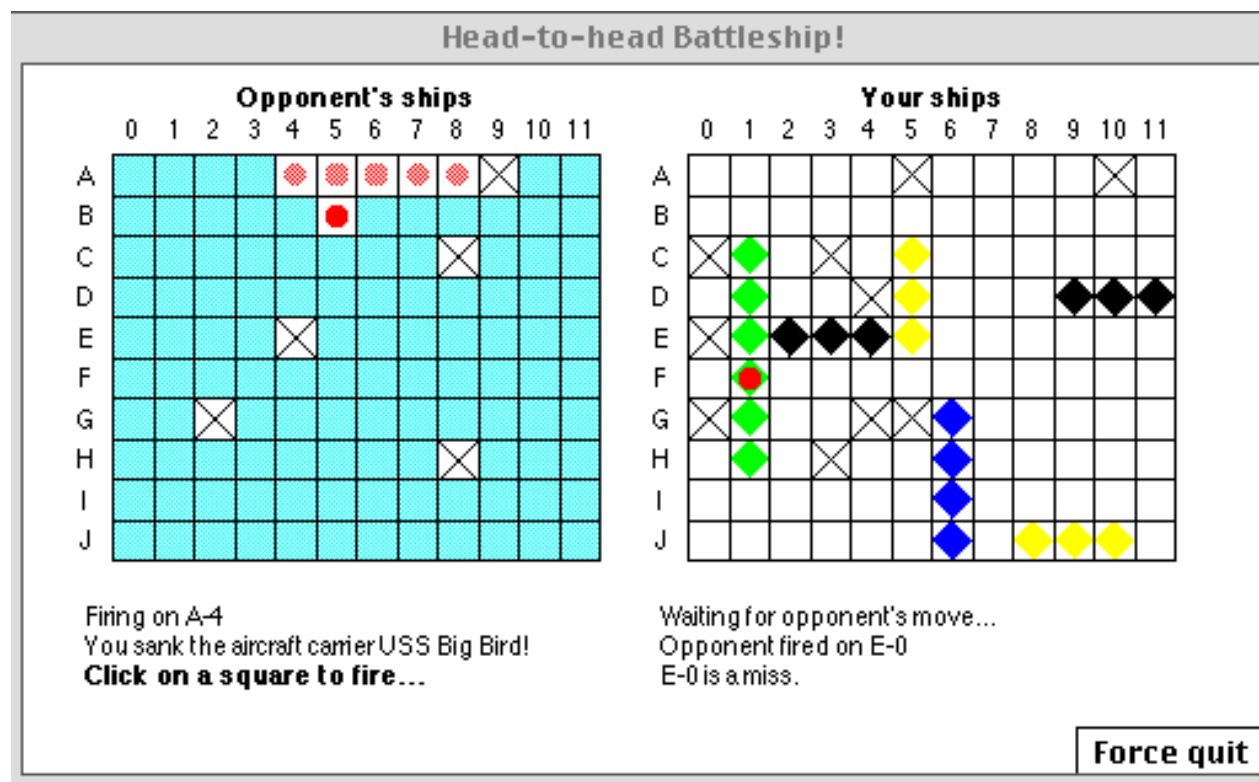 Head-to-head Battleship!
Opponent's ships
0 1 2 3 4 5 6 7 8 9 10 11
A
B
C
D
E
F
G
H
I
J
Firing on A-4
You sank the aircraft carrier USS Big Bird!
Click on a square to fire...
Your ships
0 1 2 3 4 5 6 7 8 9 10 11
A
B
C
D
E
F
G
H
I
J
Waiting for opponent's move...
Opponent fired on E-0
E-0 is a miss.
Force quit